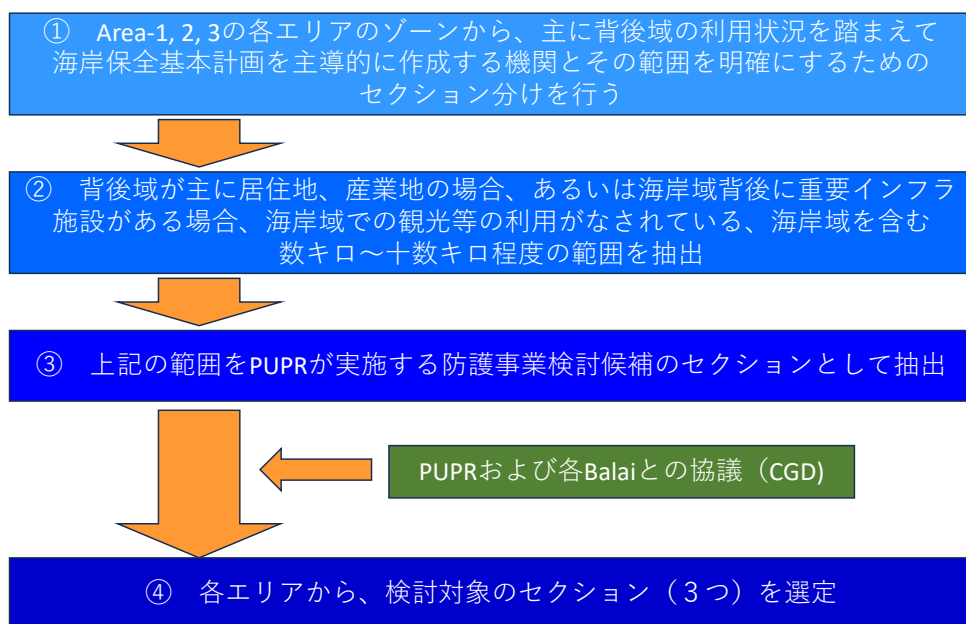 ① Area-1, 2, 3の各エリアのゾーンから、主に背後域の利用状況を踏まえて
海岸保全基本計画を主導的に作成する機関とその範囲を明確にするための
セクション分けを行う
② 背後域が主に居住地、産業地の場合、あるいは海岸域背後に重要インフラ
施設がある場合、海岸域での観光等の利用がなされている、海岸域を含む
数キロ～十数キロ程度の範囲を抽出
③ 上記の範囲をPUPRが実施する防護事業検討候補のセクションとして抽出
PUPRおよび各Balaiとの協議（CGD)
④ 各エリアから、検討対象のセクション（３つ）を選定